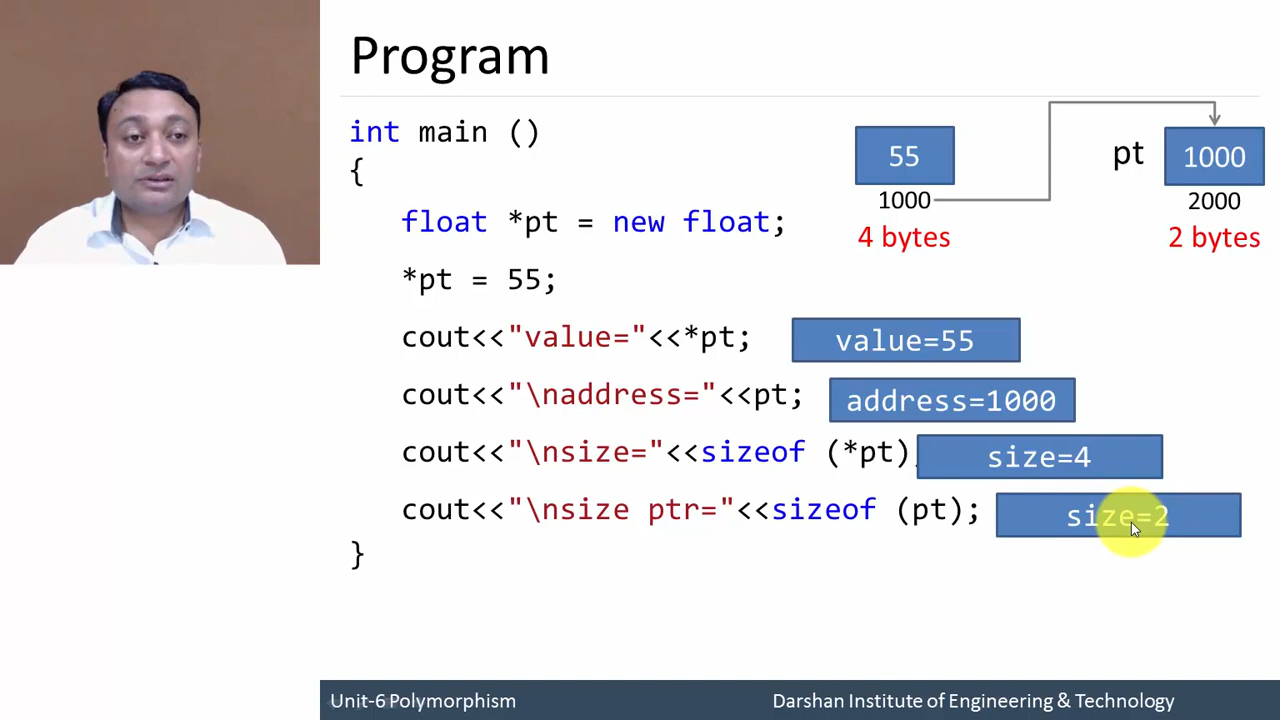 Program
int main ()
{
float *pt = new float;
*pt = 55;
cout<<"value="<<*pt;
cout<<"\naddress="<<pt;
cout<<"\nsize="<<sizeof (*pt)
cout<<"\nsize ptr="<<sizeof (pt);
}
55
1000
4 bytes
pt
1000
2000
2 bytes
value=55
address=1000
size=4
size=2
Unit-6 Polymorphism
Darshan Institute of Engineering & Technology